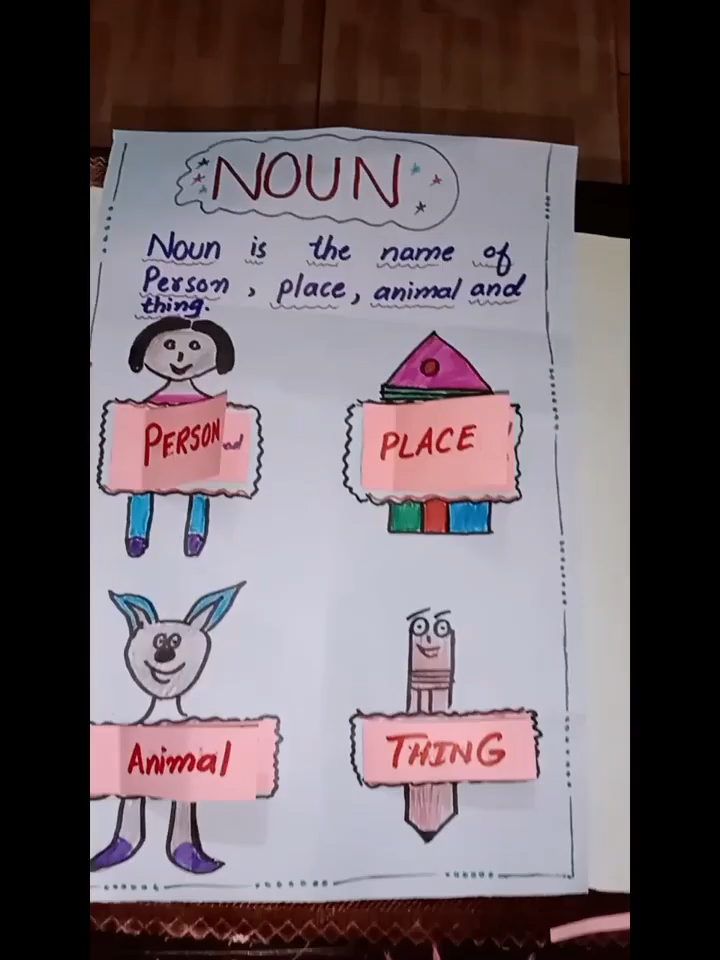 NOUN
Noun is the name of
Person, place, animal and
thing.
PERSON
PLACE
Animal
THING